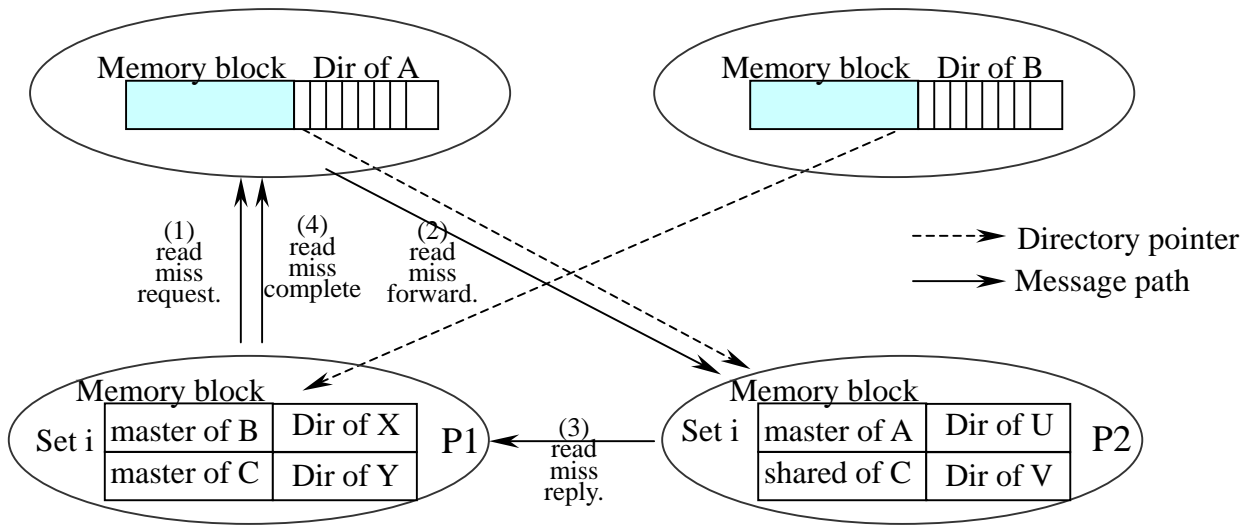 Memory block Dir of A
Memory block Dir of B
(1)
read
miss
request.
(4)
read
miss
complete
(2)
read
miss
forward.
Directory pointer
Message path
Memory block
Set i
master of B
Dir of X
master of C
Dir of Y
P1
(3)
read
miss
reply.
Memory block
Set i
master of A
Dir of U
shared of C
Dir of V
P2